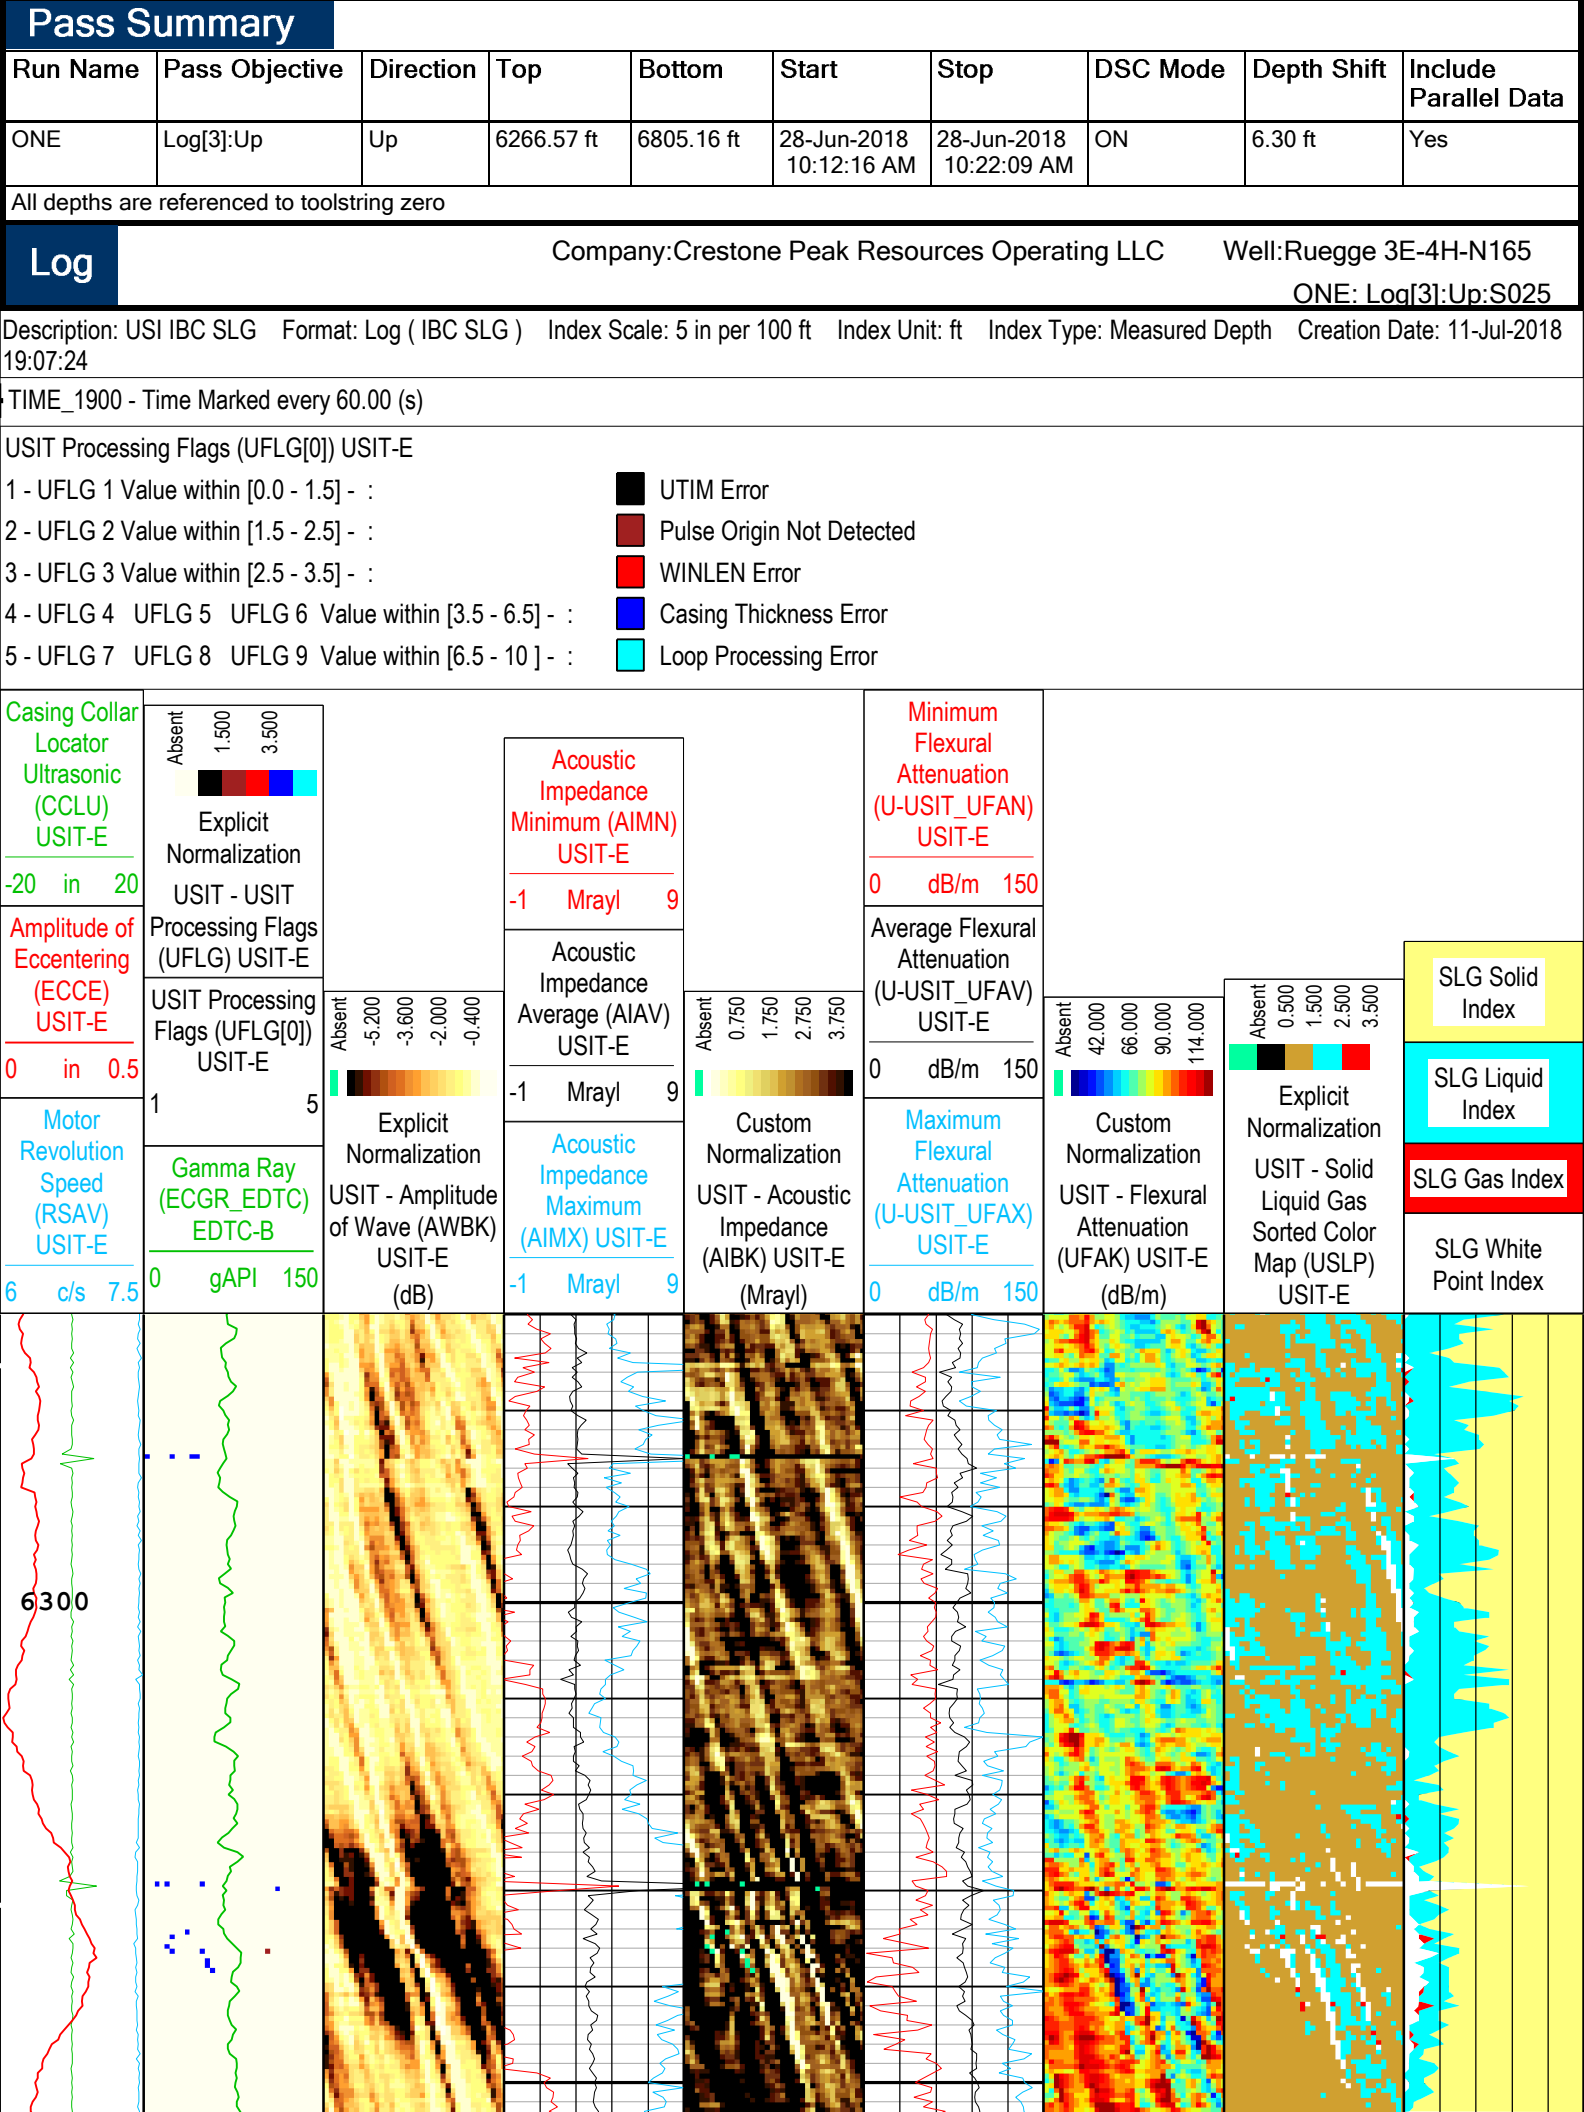 Pass Summary
Run Name Pass Objective Direction Top Bottom Start Stop DSC Mode Depth Shift Include
Parallel Data
ONE Log[3]:Up Up 6266.57 ft 6805.16 ft 28-Jun-2018 28-Jun-2018 ON 6.30 ft Yes
10:12:16 AM 10:22:09 AM
All depths are referenced to toolstring zero
Log
Company:Crestone Peak Resources Operating LLC Well:Ruegge 3E-4H-N165
ONE: Log[3]:Up:S025
Description: USI IBC SLG Format: Log ( IBC SLG ) Index Scale: 5 in per 100 ft Index Unit: ft Index Type: Measured Depth Creation Date: 11-Jul-2018
19:07:24
TIME_1900 - Time Marked every 60.00 (s)
USIT Processing Flags (UFLG[0]) USIT-E
1 - UFLG 1 Value within [0.0 - 1.5] - : UTIM Error
2 - UFLG 2 Value within [1.5 - 2.5] - : Pulse Origin Not Detected
3 - UFLG 3 Value within [2.5 - 3.5] - : WINLEN Error
4 - UFLG 4 UFLG 5 UFLG 6 Value within [3.5 - 6.5] - : Casing Thickness Error
5 - UFLG 7 UFLG 8 UFLG 9 Value within [6.5 - 10 ] - : Loop Processing Error
Casing Collar
Locator
Ultrasonic
(CCLU)
USIT-E
-20 in 20
Amplitude of
Eccentering
(ECCE)
USIT-E
0 in 0.5
Motor
Revolution
Speed
(RSAV)
USIT-E
6 c/s 7.5
Absent 1.500 3.500
Explicit
Normalization
USIT - USIT
Processing Flags
(UFLG) USIT-E
USIT Processing
Flags (UFLG[0])
USIT-E
1 5
Gamma Ray
(ECGR_EDTC)
EDTC-B
0 gAPI 150
Absent -5.200 -3.600 -2.000 -0.400
Explicit
Normalization
USIT - Amplitude
of Wave (AWBK)
USIT-E
(dB)
Acoustic
Impedance
Minimum (AIMN)
USIT-E
-1 Mrayl 9
Acoustic
Impedance
Average (AIAV)
USIT-E
-1 Mrayl 9
Acoustic
Impedance
Maximum
(AIMX) USIT-E
-1 Mrayl 9
Absent 0.750 1.750 2.750 3.750
Custom
Normalization
USIT - Acoustic
Impedance
(AIBK) USIT-E
(Mrayl)
Minimum
Flexural
Attenuation
(U-USIT_UFAN)
USIT-E
0 dB/m 150
Average Flexural
Attenuation
(U-USIT_UFAV)
USIT-E
0 dB/m 150
Maximum
Flexural
Attenuation
(U-USIT_UFAX)
USIT-E
0 dB/m 150
Absent 42.000 66.000 90.000 114.000
Custom
Normalization
USIT - Flexural
Attenuation
(UFAK) USIT-E
(dB/m)
Absent 0.500 1.500 2.500 3.500
Explicit
Normalization
USIT - Solid
Liquid Gas
Sorted Color
Map (USLP)
USIT-E
SLG Solid
Index
SLG Liquid
Index
SLG Gas Index
SLG White
Point Index
6300